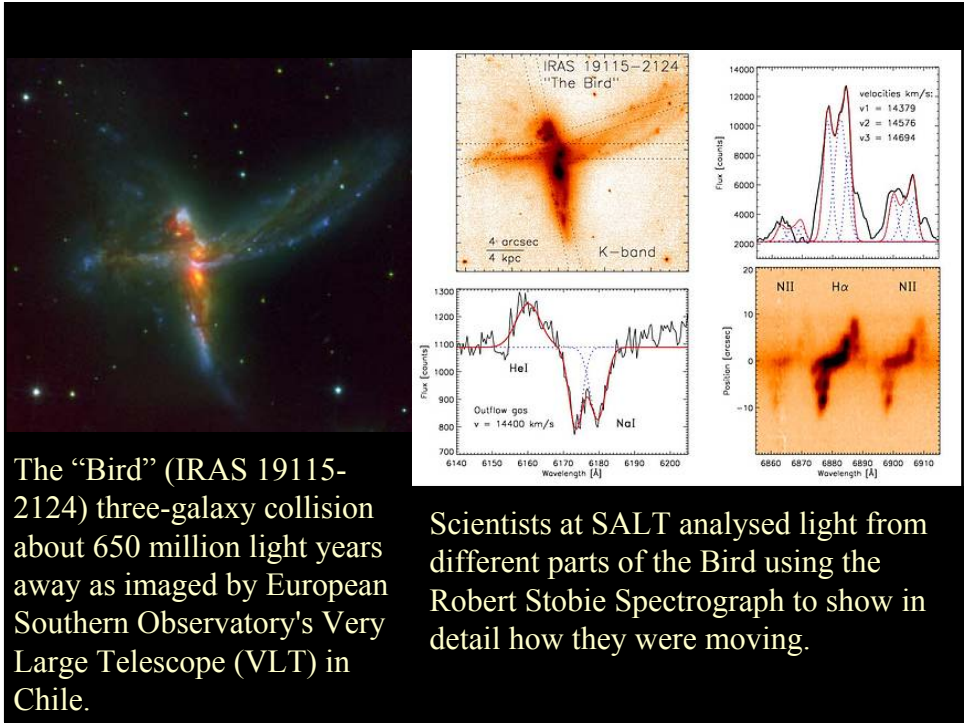 IRAS 19115-2124
"The Bird"
4 arcsec
4 kpc
K-band
14000
12000
10000
8000
6000
4000
2000
Flux [counts]
velocities km/s:
v1 = 14379
v2 = 14576
v3 = 14694
1300
1200
1100
1000
900
800
700
Flux [counts]
HeI
NaI
Outflow gas
v = 14400 km/s
6140 6150 6160 6170 6180 6190 6200
Wavelength [Å]
20
10
0
-10
Position [arcsec]
NII Hα NII
6860 6870 6880 6890 6900 6910
Wavelength [Å]
The “Bird” (IRAS 19115-
2124) three-galaxy collision
about 650 million light years
away as imaged by European
Southern Observatory's Very
Large Telescope (VLT) in
Chile.
Scientists at SALT analysed light from
different parts of the Bird using the
Robert Stobie Spectrograph to show in
detail how they were moving.